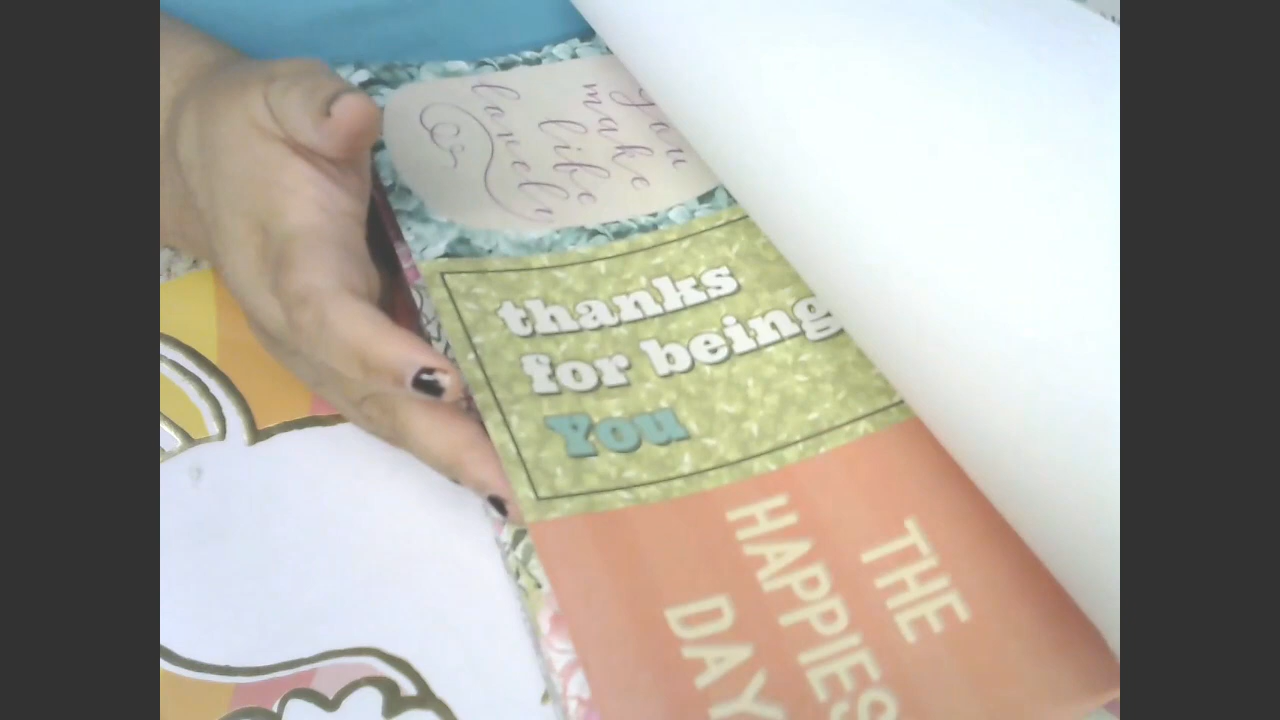 You
make
life
lovely
thanks
for being
You
THE
HAPPIES
DAY